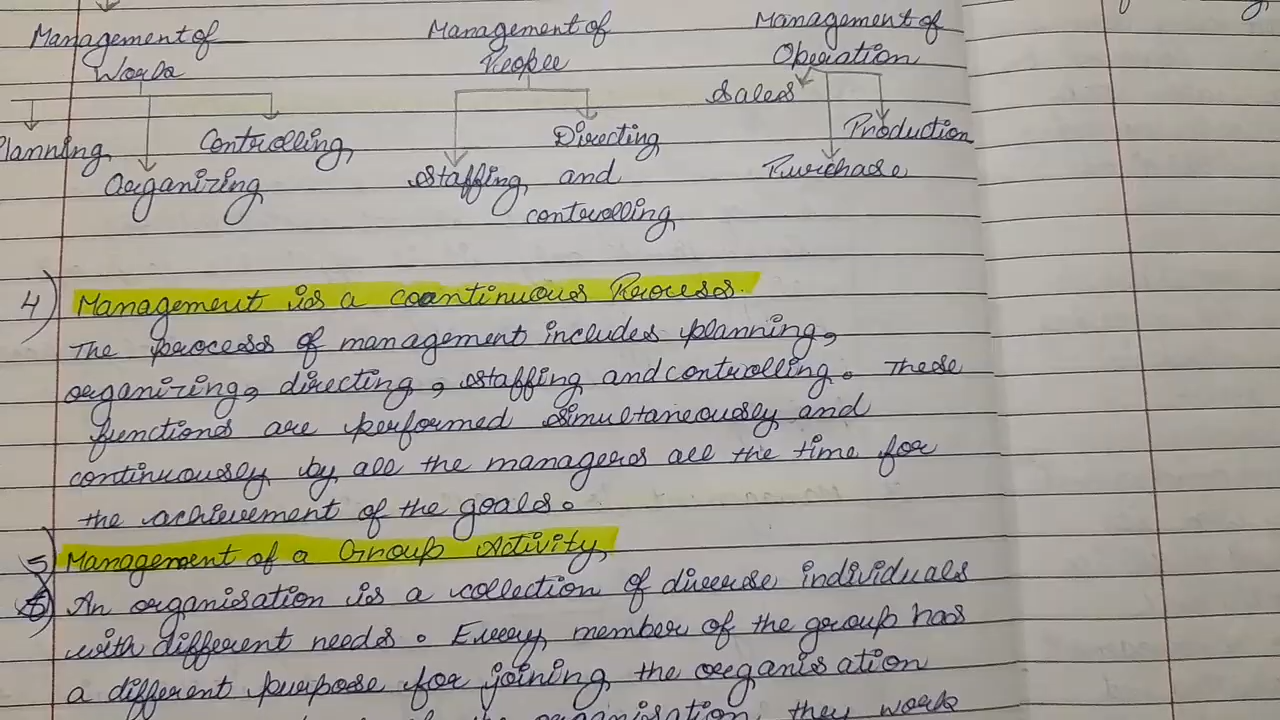 Management of Management of Management of
Work People Operation
Sales
Planning Controlling Directing Production
Organizing Staffing and Purchase
controlling
4) Management is a continuous Process.
The process of management includes planning,
organizing, directing, staffing and controlling. These
functions are performed simultaneously and
continuously by all the managers all the time for
the achievement of the goals.
5) Management of a Group Activity
An organisation is a collection of diverse individuals
with different needs. Every member of the group has
a different purpose for joining the organisation
organisation they work